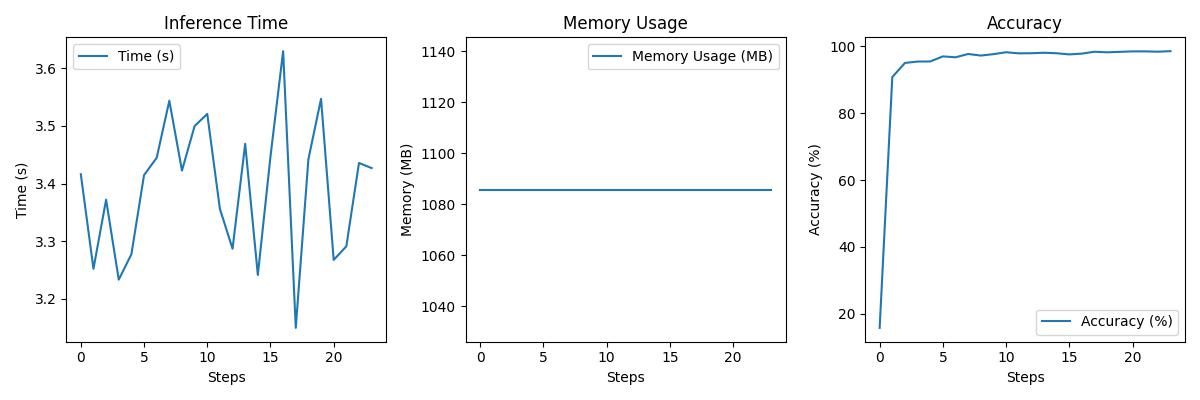 Inference Time
Time (s)
3.6
3.5
3.4
3.3
3.2
Time (s)
0 5 10 15 20
Steps
Memory Usage
Memory Usage (MB)
1140
1120
1100
1080
1060
1040
Memory (MB)
0 5 10 15 20
Steps
Accuracy
100
80
60
40
20
Accuracy (%)
Accuracy (%)
0 5 10 15 20
Steps